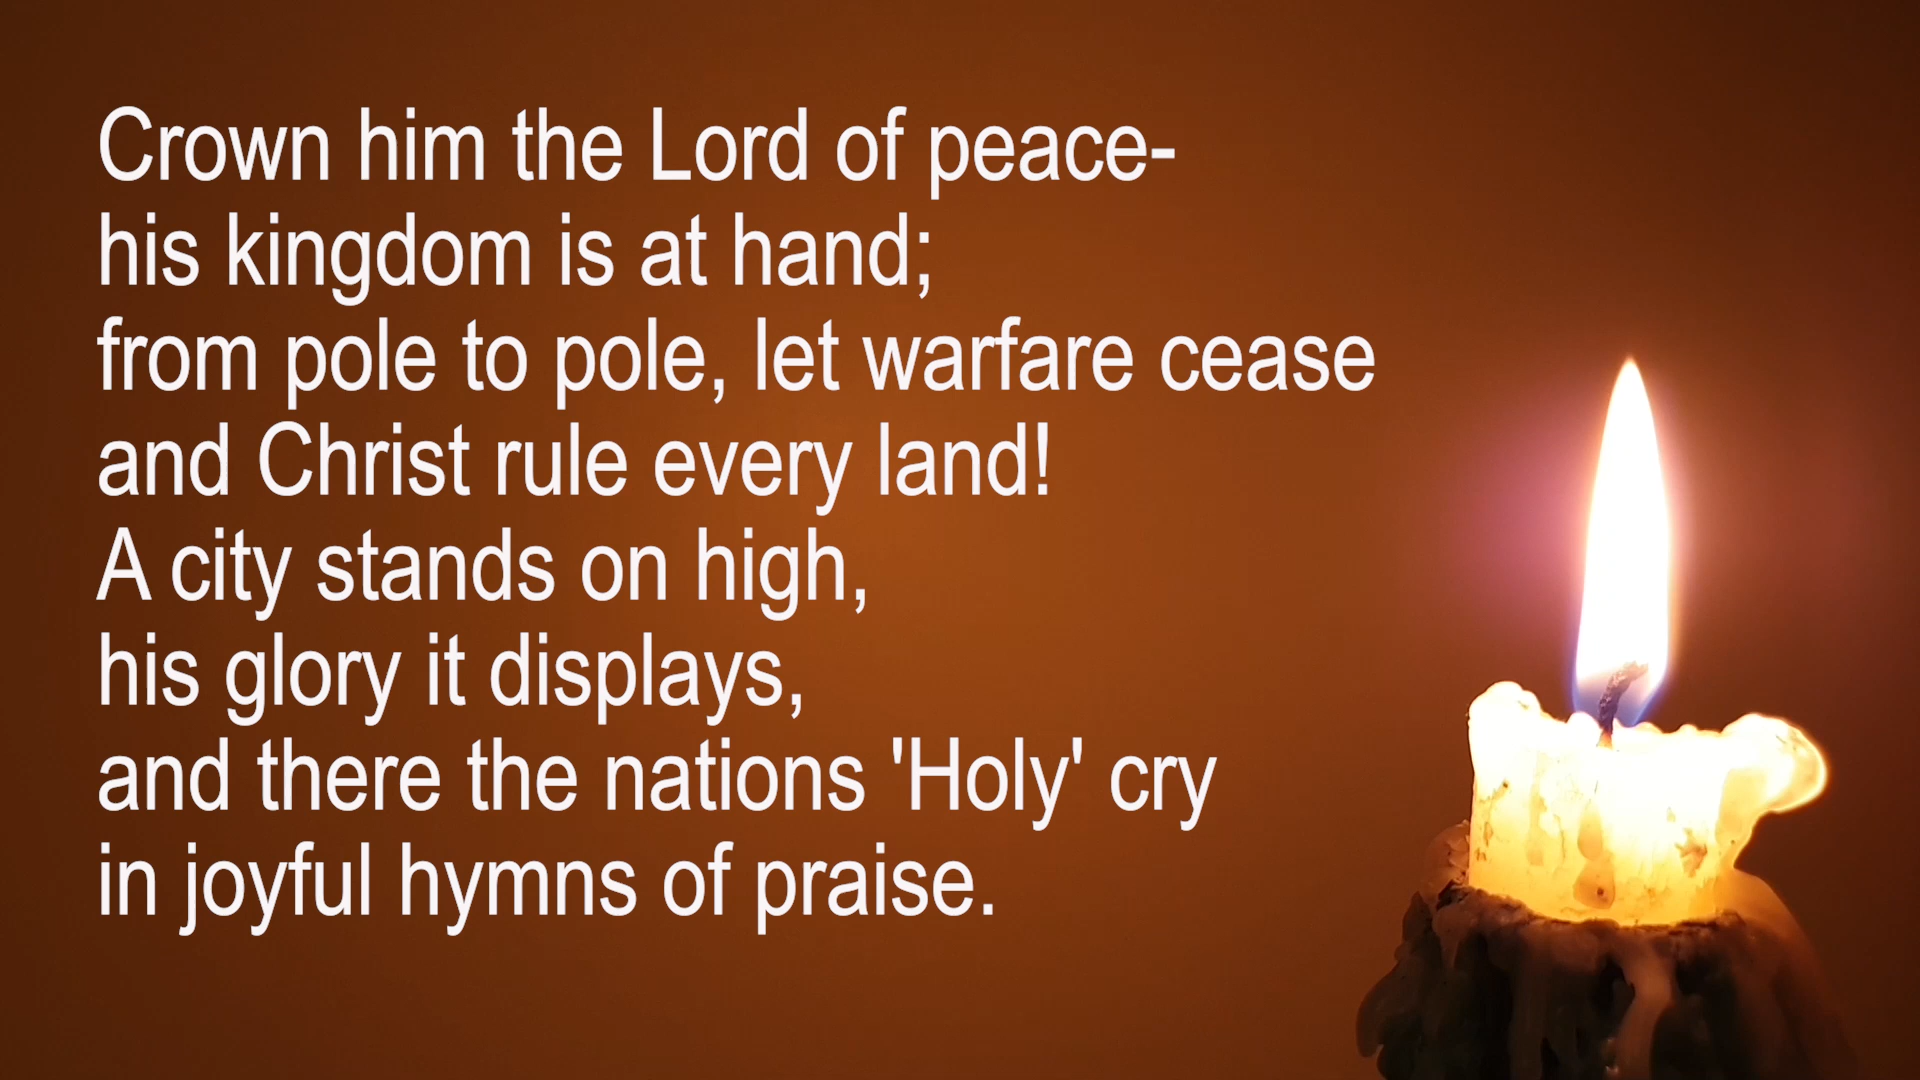 Crown him the Lord of peace-
his kingdom is at hand;
from pole to pole, let warfare cease
and Christ rule every land!
A city stands on high,
his glory it displays,
and there the nations 'Holy' cry
in joyful hymns of praise.